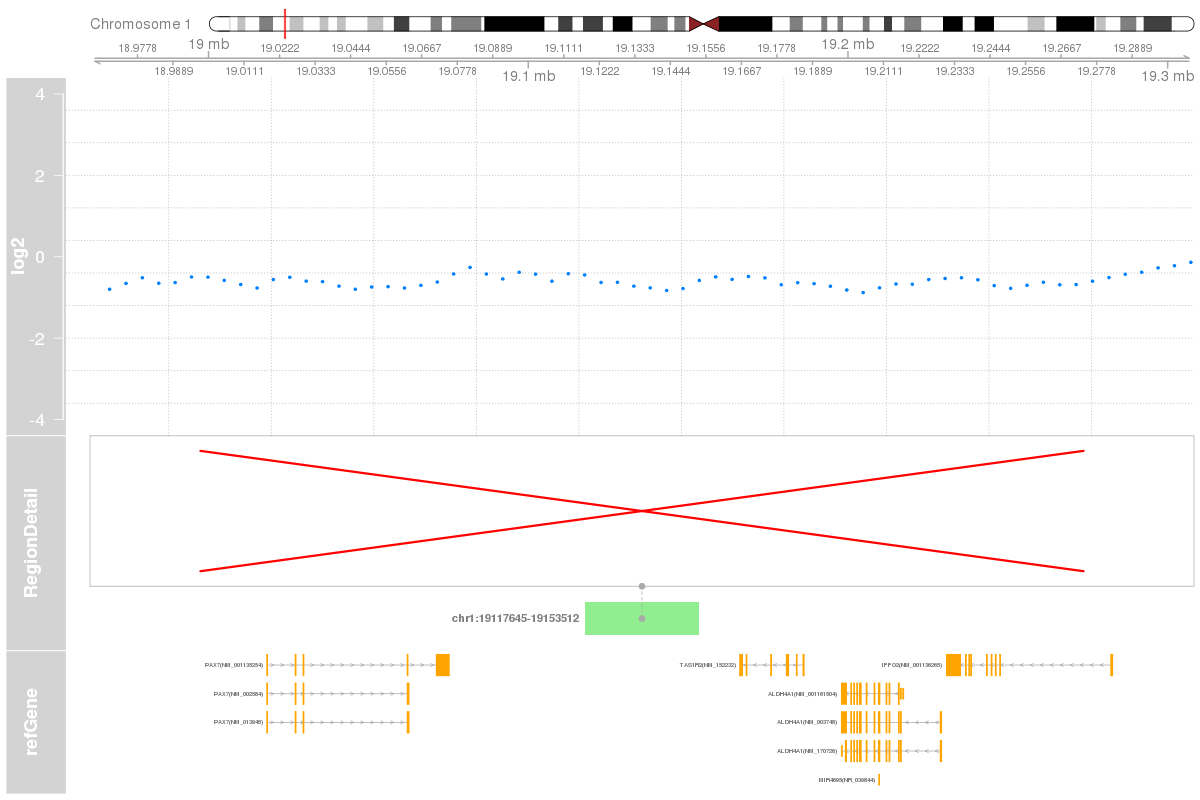 Chromosome 1
19 mb
19.2 mb
18.9778
19.0222
19.0444
19.0667
19.0889
19.1111
19.1333
19.1556
19.1778
19.2222
19.2444
19.2667
19.2889
18.9889
19.0111
19.0333
19.0556
19.0778
19.1 mb
19.1222
19.1444
19.1667
19.1889
19.2111
19.2333
19.2556
19.2778
19.3 mb
4
2
0
-2
-4
log2
RegionDetail
chr1:19117645-19153512
refGene
PAX7(NM_001135254)
TAS1R2(NM_152232)
IFFO2(NM_001136265)
PAX7(NM_002584)
ALDH4A1(NM_001161504)
PAX7(NM_013945)
ALDH4A1(NM_003748)
ALDH4A1(NM_170726)
MIR4695(NR_039844)